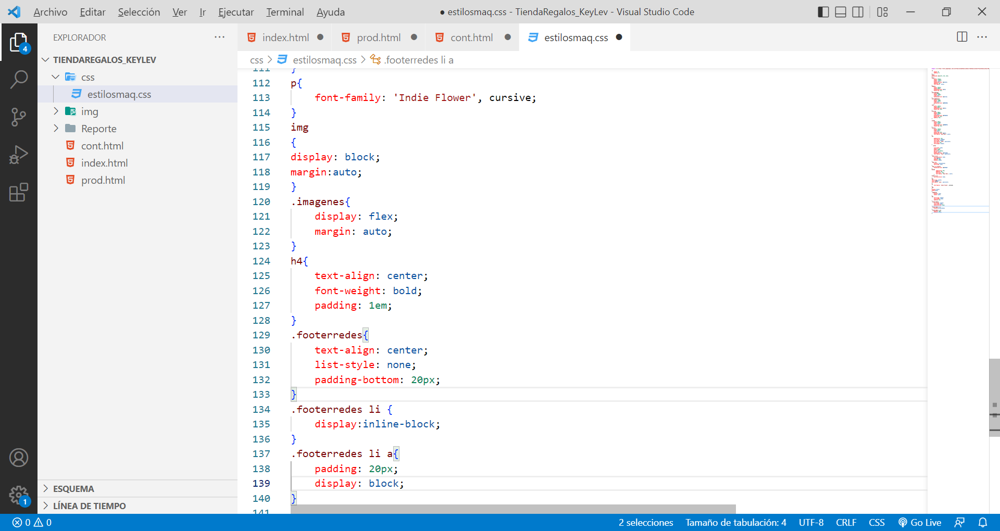 Archivo Editar Selección Ver Ir Ejecutar Terminal Ayuda ● estilosmaq.css - TiendaRegalos_KeyLev - Visual Studio Code
EXPLORADOR
4
TIENDAREGALOS_KEYLEV
css
estilosmaq.css
img
Reporte
cont.html
index.html
prod.html
ESQUEMA
1
LÍNEA DE TIEMPO
index.html ● prod.html ● cont.html ● estilosmaq.css ●
css > estilosmaq.css > .footerredes li a
111 }
112 p{
113 font-family: 'Indie Flower', cursive;
114 }
115 img
116 {
117 display: block;
118 margin:auto;
119 }
120 .imagenes{
121 display: flex;
122 margin: auto;
123 }
124 h4{
125 text-align: center;
126 font-weight: bold;
127 padding: 1em;
128 }
129 .footerredes{
130 text-align: center;
131 list-style: none;
132 padding-bottom: 20px;
133 }
134 .footerredes li {
135 display:inline-block;
136 }
137 .footerredes li a{
138 padding: 20px;
139 display: block;
140 }
141
0 0 2 selecciones Tamaño de tabulación: 4 UTF-8 CRLF CSS Go Live